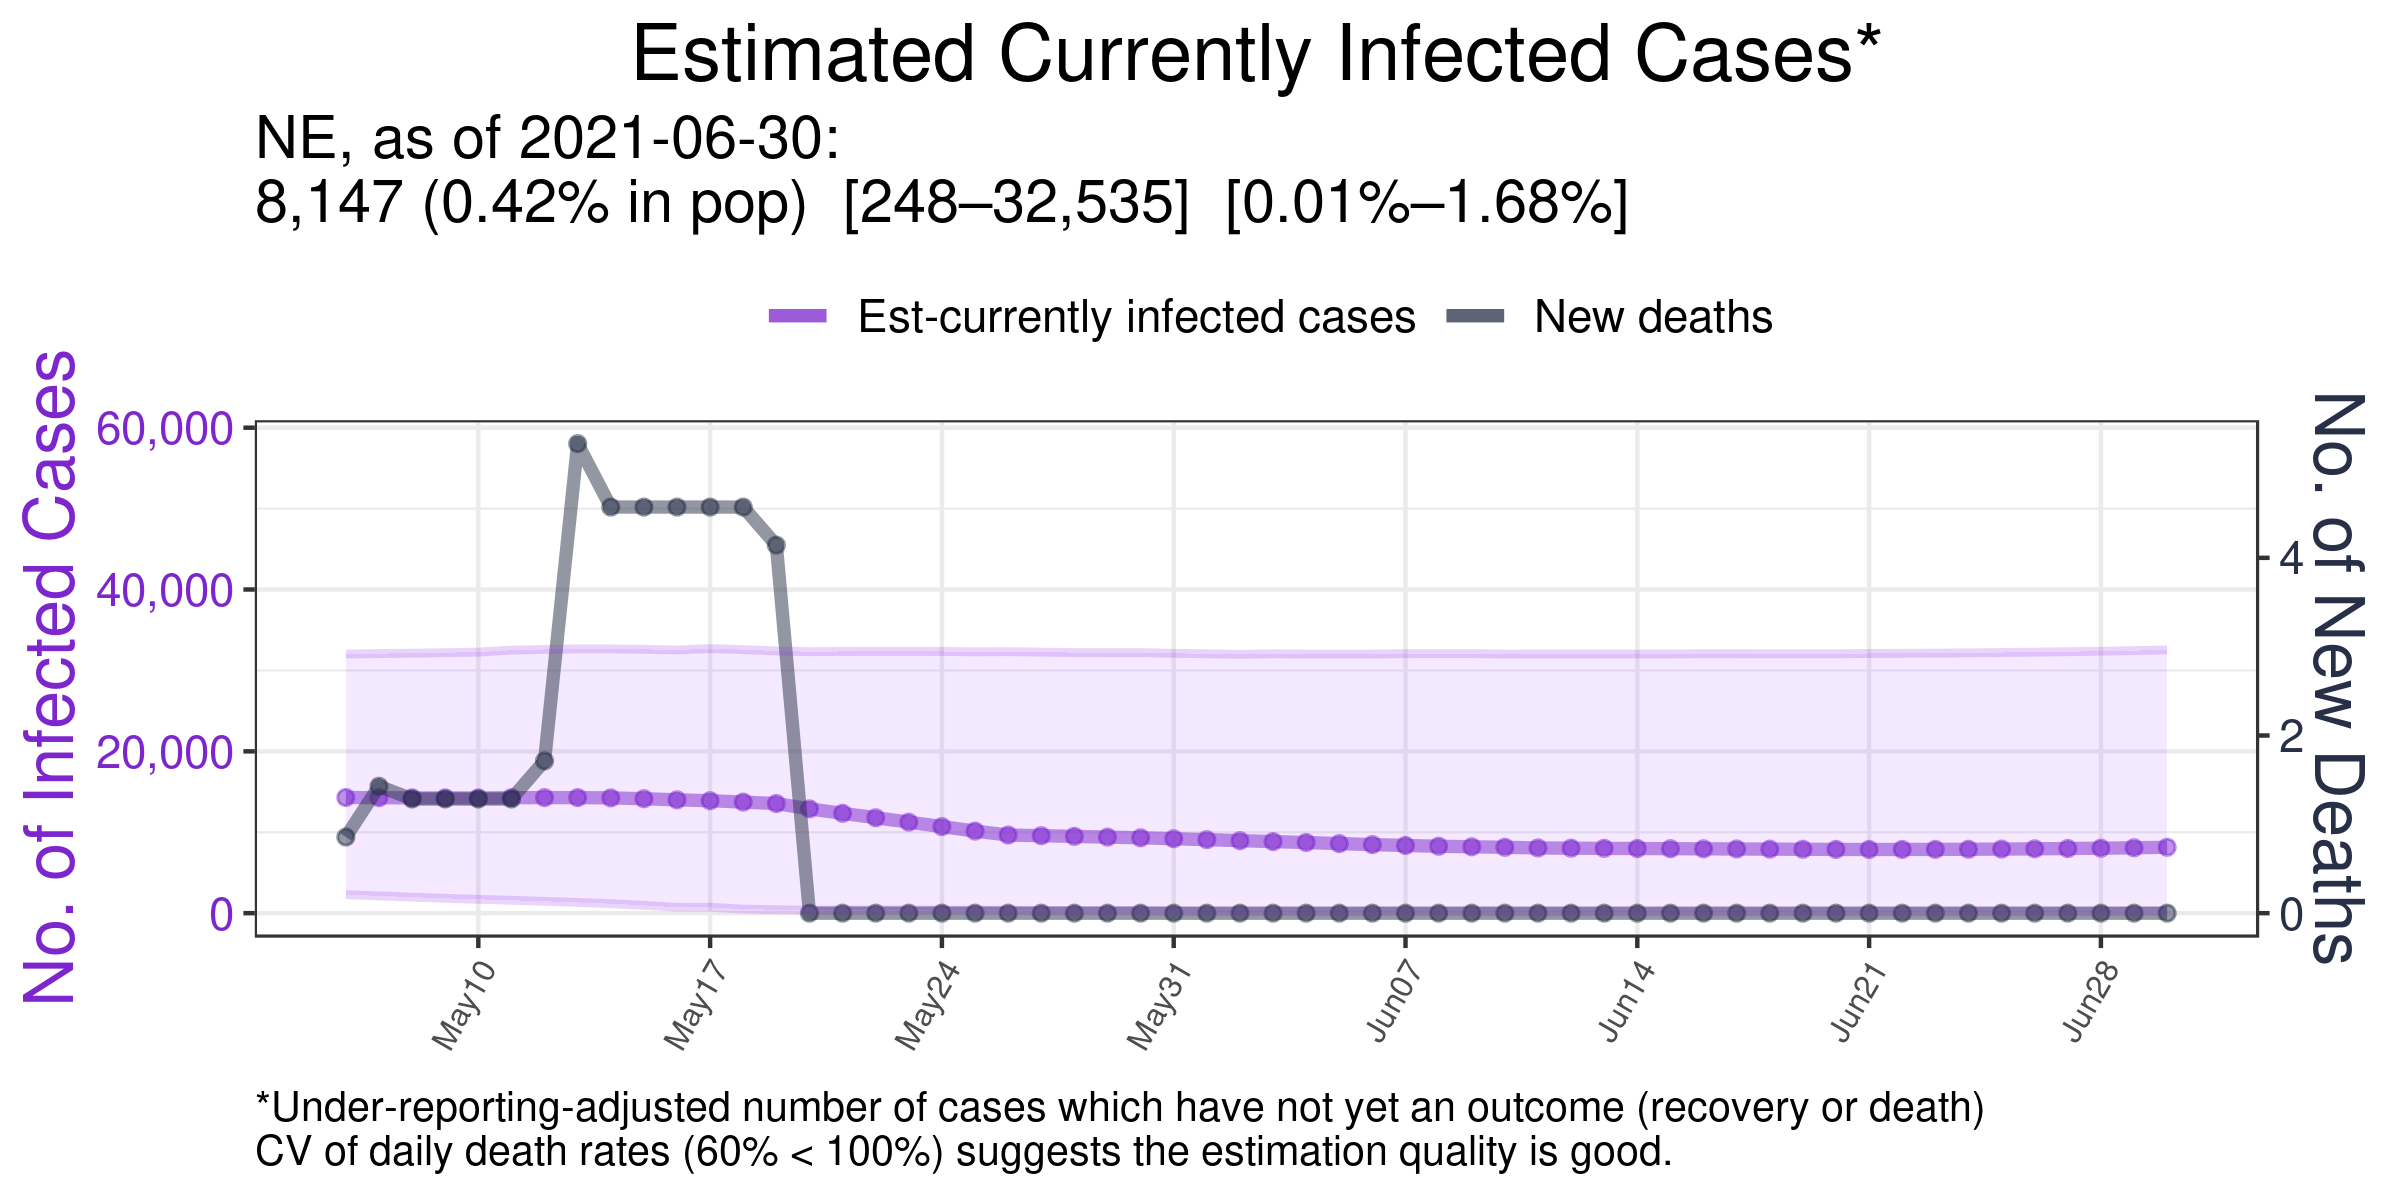 Estimated Currently Infected Cases*
NE, as of 2021-06-30:
8,147 (0.42% in pop)  [248–32,535]  [0.01%–1.68%]
Est-currently infected cases
New deaths
No. of Infected Cases
60,000
40,000
20,000
0
4
2
0
No. of New Deaths
May10
May17
May24
May31
Jun07
Jun14
Jun21
Jun28
*Under-reporting-adjusted number of cases which have not yet an outcome (recovery or death)
CV of daily death rates (60% < 100%) suggests the estimation quality is good.